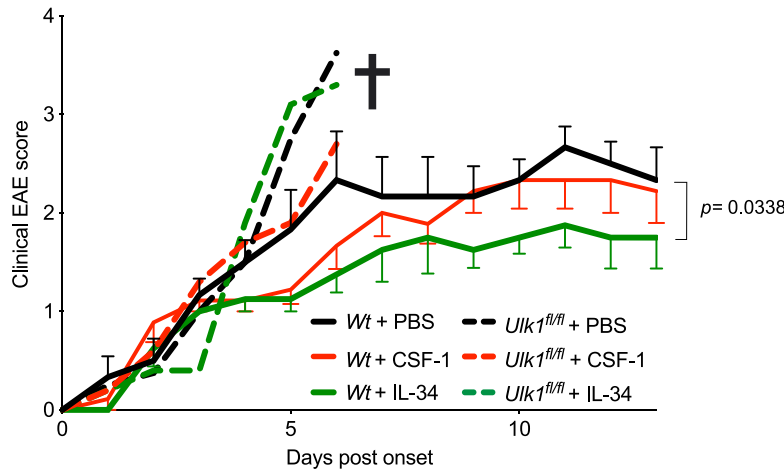 4
3
2
1
0
Clinical EAE score
†
p= 0.0338
Wt + PBS
Wt + CSF-1
Wt + IL-34
Ulk1fl/fl + PBS
Ulk1fl/fl + CSF-1
Ulk1fl/fl + IL-34
0 5 10
Days post onset